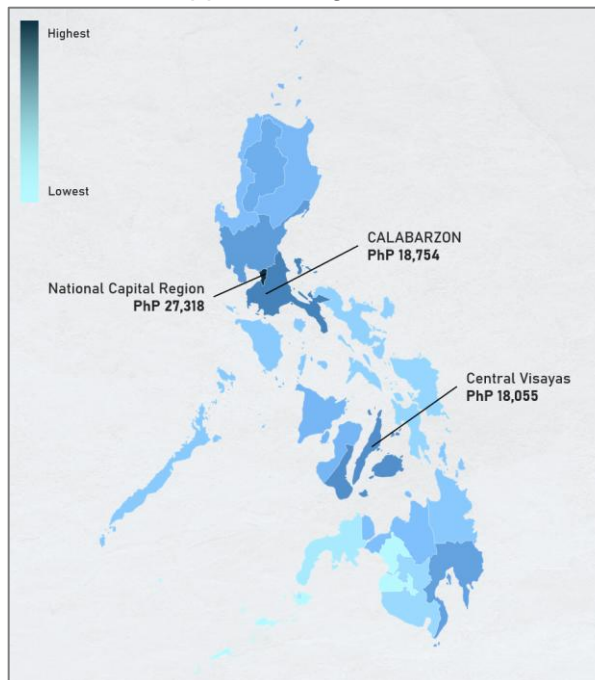 Highest
Lowest
CALABARZON
PhP 18,754
National Capital Region
PhP 27,318
Central Visayas
PhP 18,055